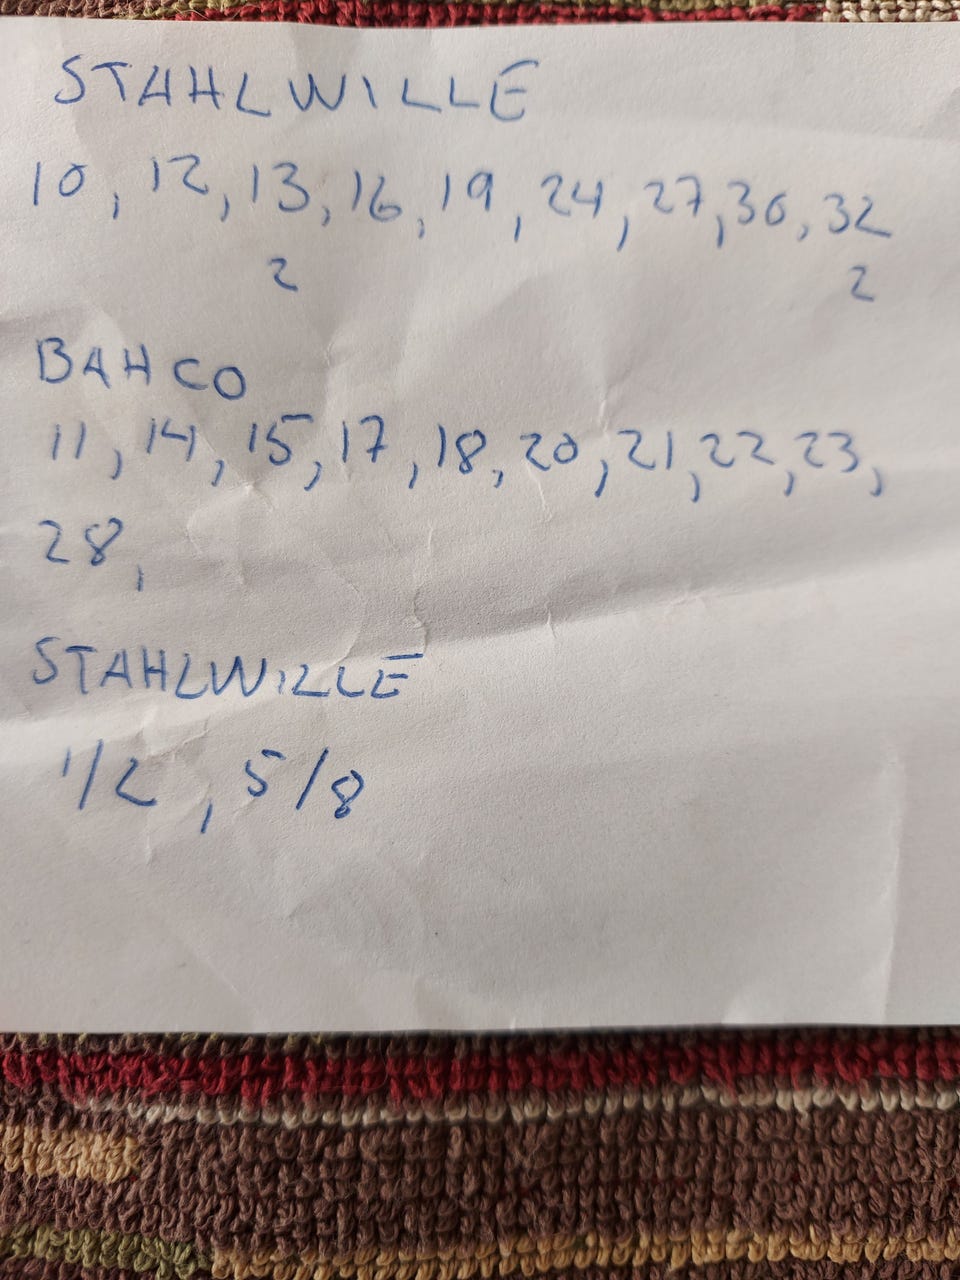 STAHLWILLE
10, 12, 13, 16, 19, 24, 27, 30, 32
2 2
BAHCO
11, 14, 15, 17, 18, 20, 21, 22, 23,
28,
STAHLWILLE
1/2, 5/8